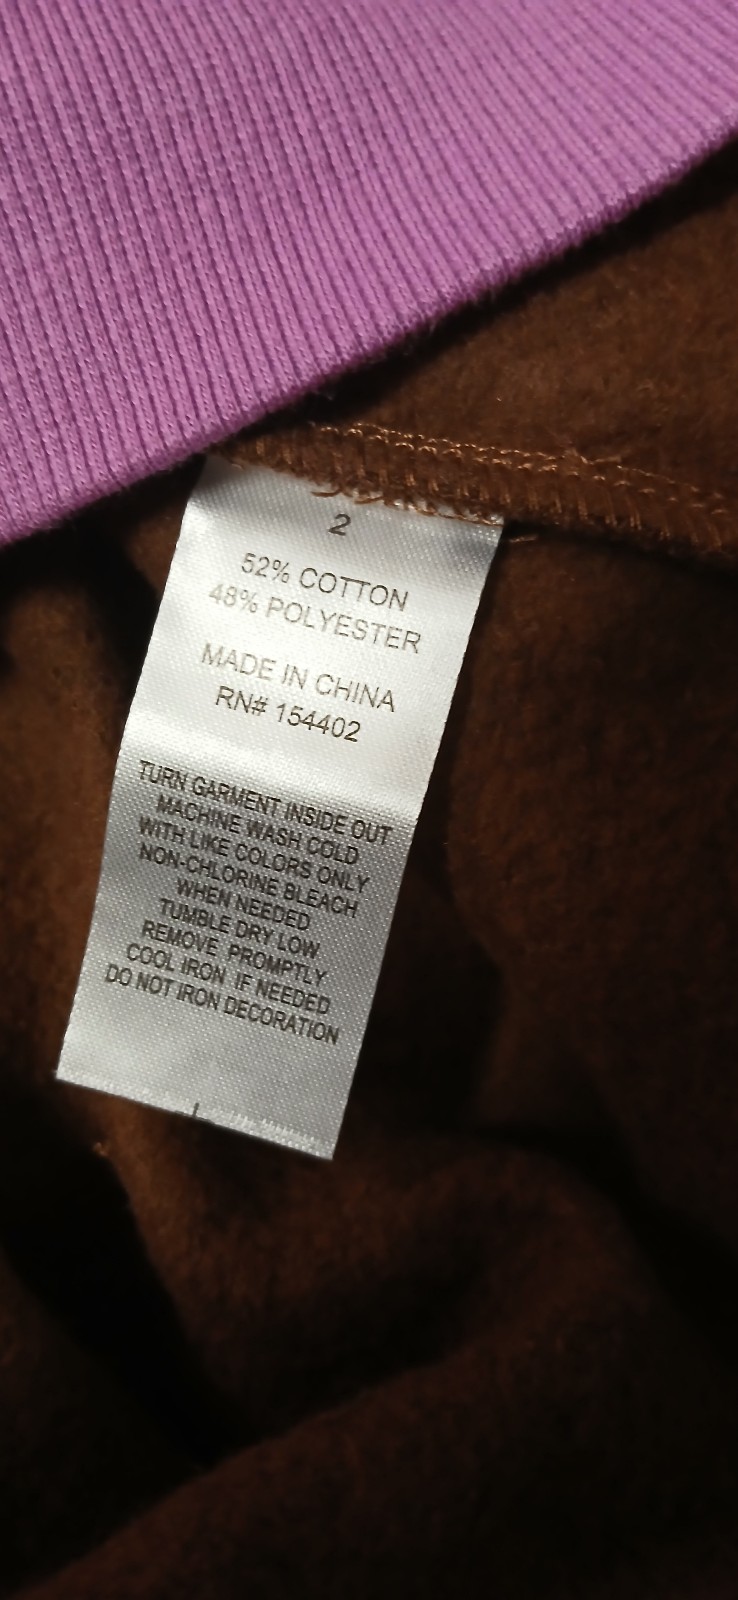 2
52% COTTON
48% POLYESTER
MADE IN CHINA
RN# 154402
TURN GARMENT INSIDE OUT
MACHINE WASH COLD
WITH LIKE COLORS ONLY
NON-CHLORINE BLEACH
WHEN NEEDED
TUMBLE DRY LOW
REMOVE PROMPTLY
COOL IRON IF NEEDED
DO NOT IRON DECORATION